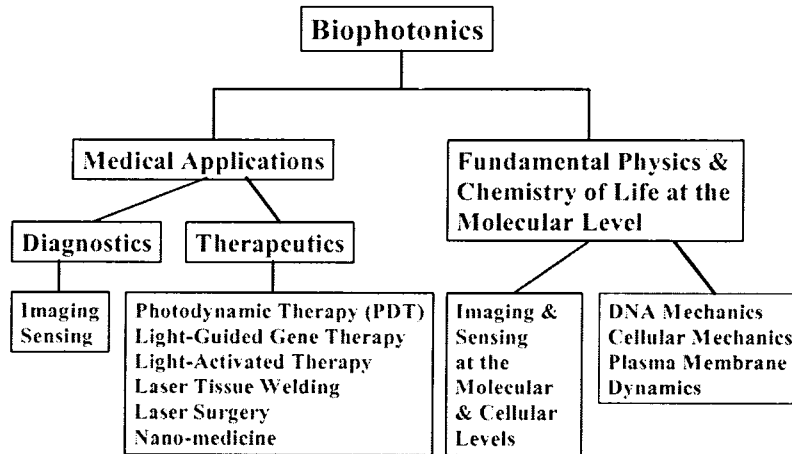 Biophotonics
Medical Applications
Fundamental Physics &
Chemistry of Life at the
Molecular Level
Diagnostics
Therapeutics
Imaging
Sensing
Photodynamic Therapy (PDT)
Light-Guided Gene Therapy
Light-Activated Therapy
Laser Tissue Welding
Laser Surgery
Nano-medicine
Imaging &
Sensing
at the
Molecular
& Cellular
Levels
DNA Mechanics
Cellular Mechanics
Plasma Membrane
Dynamics